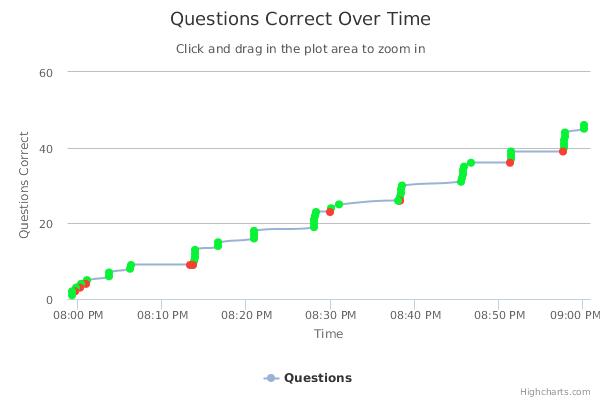 Questions Correct Over Time
Click and drag in the plot area to zoom in
Questions Correct
60
40
20
0
08:00 PM 08:10 PM 08:20 PM 08:30 PM 08:40 PM 08:50 PM 09:00 PM
Time
Questions
Highcharts.com